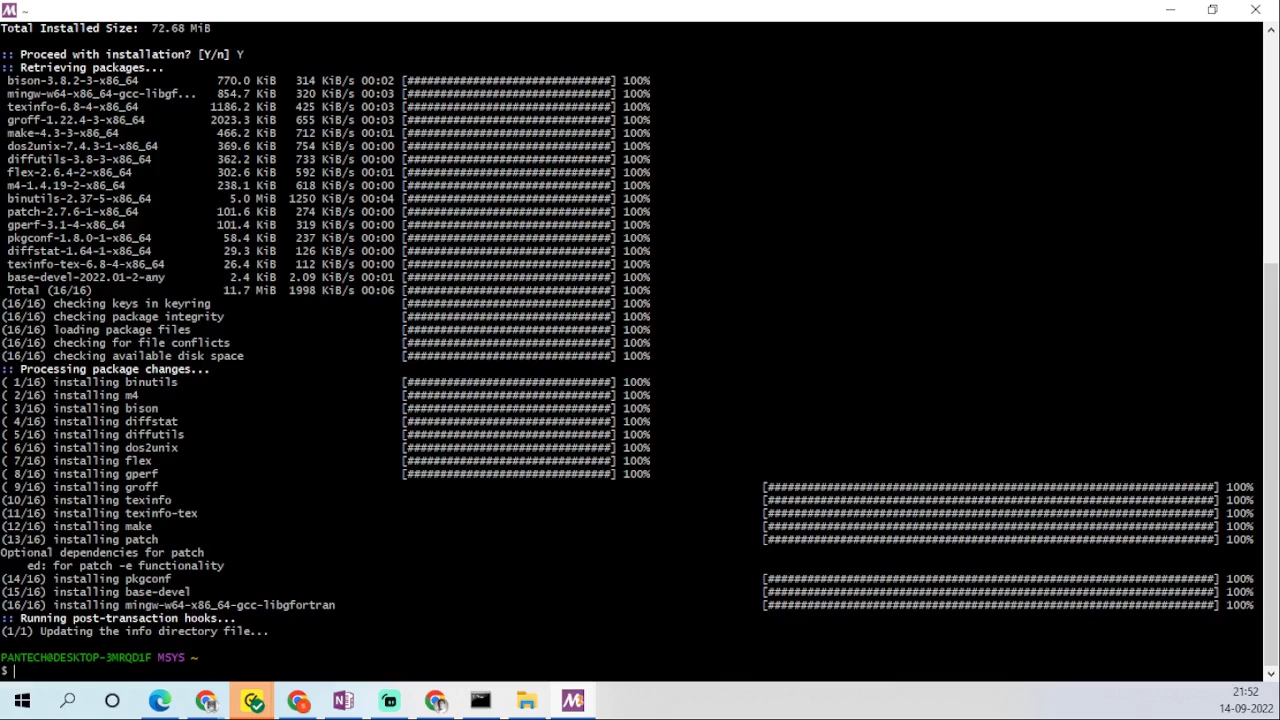 ~
Total Installed Size:  72.68 MiB
:: Proceed with installation? [Y/n] Y
:: Retrieving packages...
bison-3.8.2-3-x86_64 770.0 KiB 314 KiB/s 00:02 [###############################] 100%
mingw-w64-x86_64-gcc-libgf... 854.7 KiB 320 KiB/s 00:03 [###############################] 100%
texinfo-6.8-4-x86_64 1186.2 KiB 425 KiB/s 00:03 [###############################] 100%
groff-1.22.4-3-x86_64 2023.3 KiB 655 KiB/s 00:03 [###############################] 100%
make-4.3-3-x86_64 466.2 KiB 712 KiB/s 00:01 [###############################] 100%
dos2unix-7.4.3-1-x86_64 369.6 KiB 754 KiB/s 00:00 [###############################] 100%
diffutils-3.8-3-x86_64 362.2 KiB 733 KiB/s 00:00 [###############################] 100%
flex-2.6.4-2-x86_64 302.6 KiB 592 KiB/s 00:01 [###############################] 100%
m4-1.4.19-2-x86_64 238.1 KiB 618 KiB/s 00:00 [###############################] 100%
binutils-2.37-5-x86_64 5.0 MiB 1250 KiB/s 00:04 [###############################] 100%
patch-2.7.6-1-x86_64 101.6 KiB 274 KiB/s 00:00 [###############################] 100%
gperf-3.1-4-x86_64 101.4 KiB 319 KiB/s 00:00 [###############################] 100%
pkgconf-1.8.0-1-x86_64 58.4 KiB 237 KiB/s 00:00 [###############################] 100%
diffstat-1.64-1-x86_64 29.3 KiB 126 KiB/s 00:00 [###############################] 100%
texinfo-tex-6.8-4-x86_64 26.4 KiB 112 KiB/s 00:00 [###############################] 100%
base-devel-2022.01-2-any 2.4 KiB 2.09 KiB/s 00:01 [###############################] 100%
Total (16/16) 11.7 MiB 1998 KiB/s 00:06 [###############################] 100%
(16/16) checking keys in keyring [###############################] 100%
(16/16) checking package integrity [###############################] 100%
(16/16) loading package files [###############################] 100%
(16/16) checking for file conflicts [###############################] 100%
(16/16) checking available disk space [###############################] 100%
:: Processing package changes...
( 1/16) installing binutils [###############################] 100%
( 2/16) installing m4 [###############################] 100%
( 3/16) installing bison [###############################] 100%
( 4/16) installing diffstat [###############################] 100%
( 5/16) installing diffutils [###############################] 100%
( 6/16) installing dos2unix [###############################] 100%
( 7/16) installing flex [###############################] 100%
( 8/16) installing gperf [###############################] 100%
( 9/16) installing groff [####################################################################] 100%
(10/16) installing texinfo [####################################################################] 100%
(11/16) installing texinfo-tex [####################################################################] 100%
(12/16) installing make [####################################################################] 100%
(13/16) installing patch [####################################################################] 100%
Optional dependencies for patch
ed: for patch -e functionality
(14/16) installing pkgconf [####################################################################] 100%
(15/16) installing base-devel [####################################################################] 100%
(16/16) installing mingw-w64-x86_64-gcc-libgfortran [####################################################################] 100%
:: Running post-transaction hooks...
(1/1) Updating the info directory file...
PANTECH@DESKTOP-3MRQD1F MSYS ~
$
21:52
14-09-2022